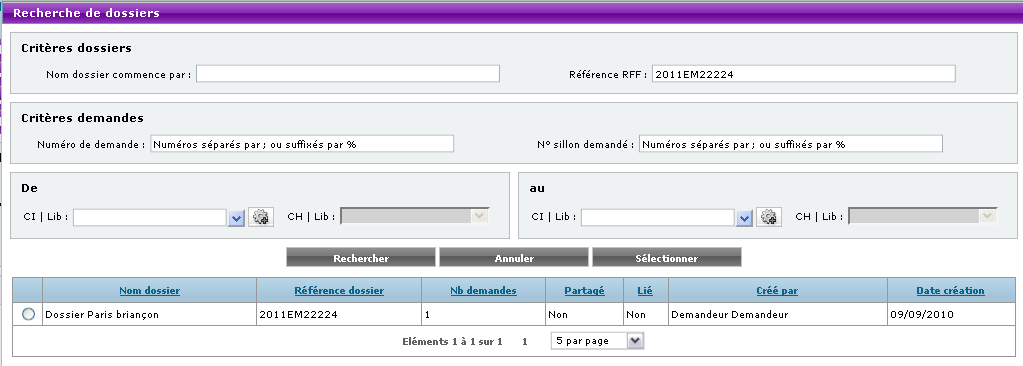 Recherche de dossiers
Critères dossiers
Nom dossier commence par : Référence RFF : 2011EM22224
Critères demandes
Numéro de demande : Numéros séparés par ; ou suffixés par % N° sillon demandé : Numéros séparés par ; ou suffixés par %
De au
CI | Lib : CH | Lib : CI | Lib : CH | Lib :
Rechercher Annuler Sélectionner
Nom dossier Référence dossier Nb demandes Partagé Lié Créé par Date création
Dossier Paris briançon 2011EM22224 1 Non Non Demandeur Demandeur 09/09/2010
Eléments 1 à 1 sur 1 1 5 par page